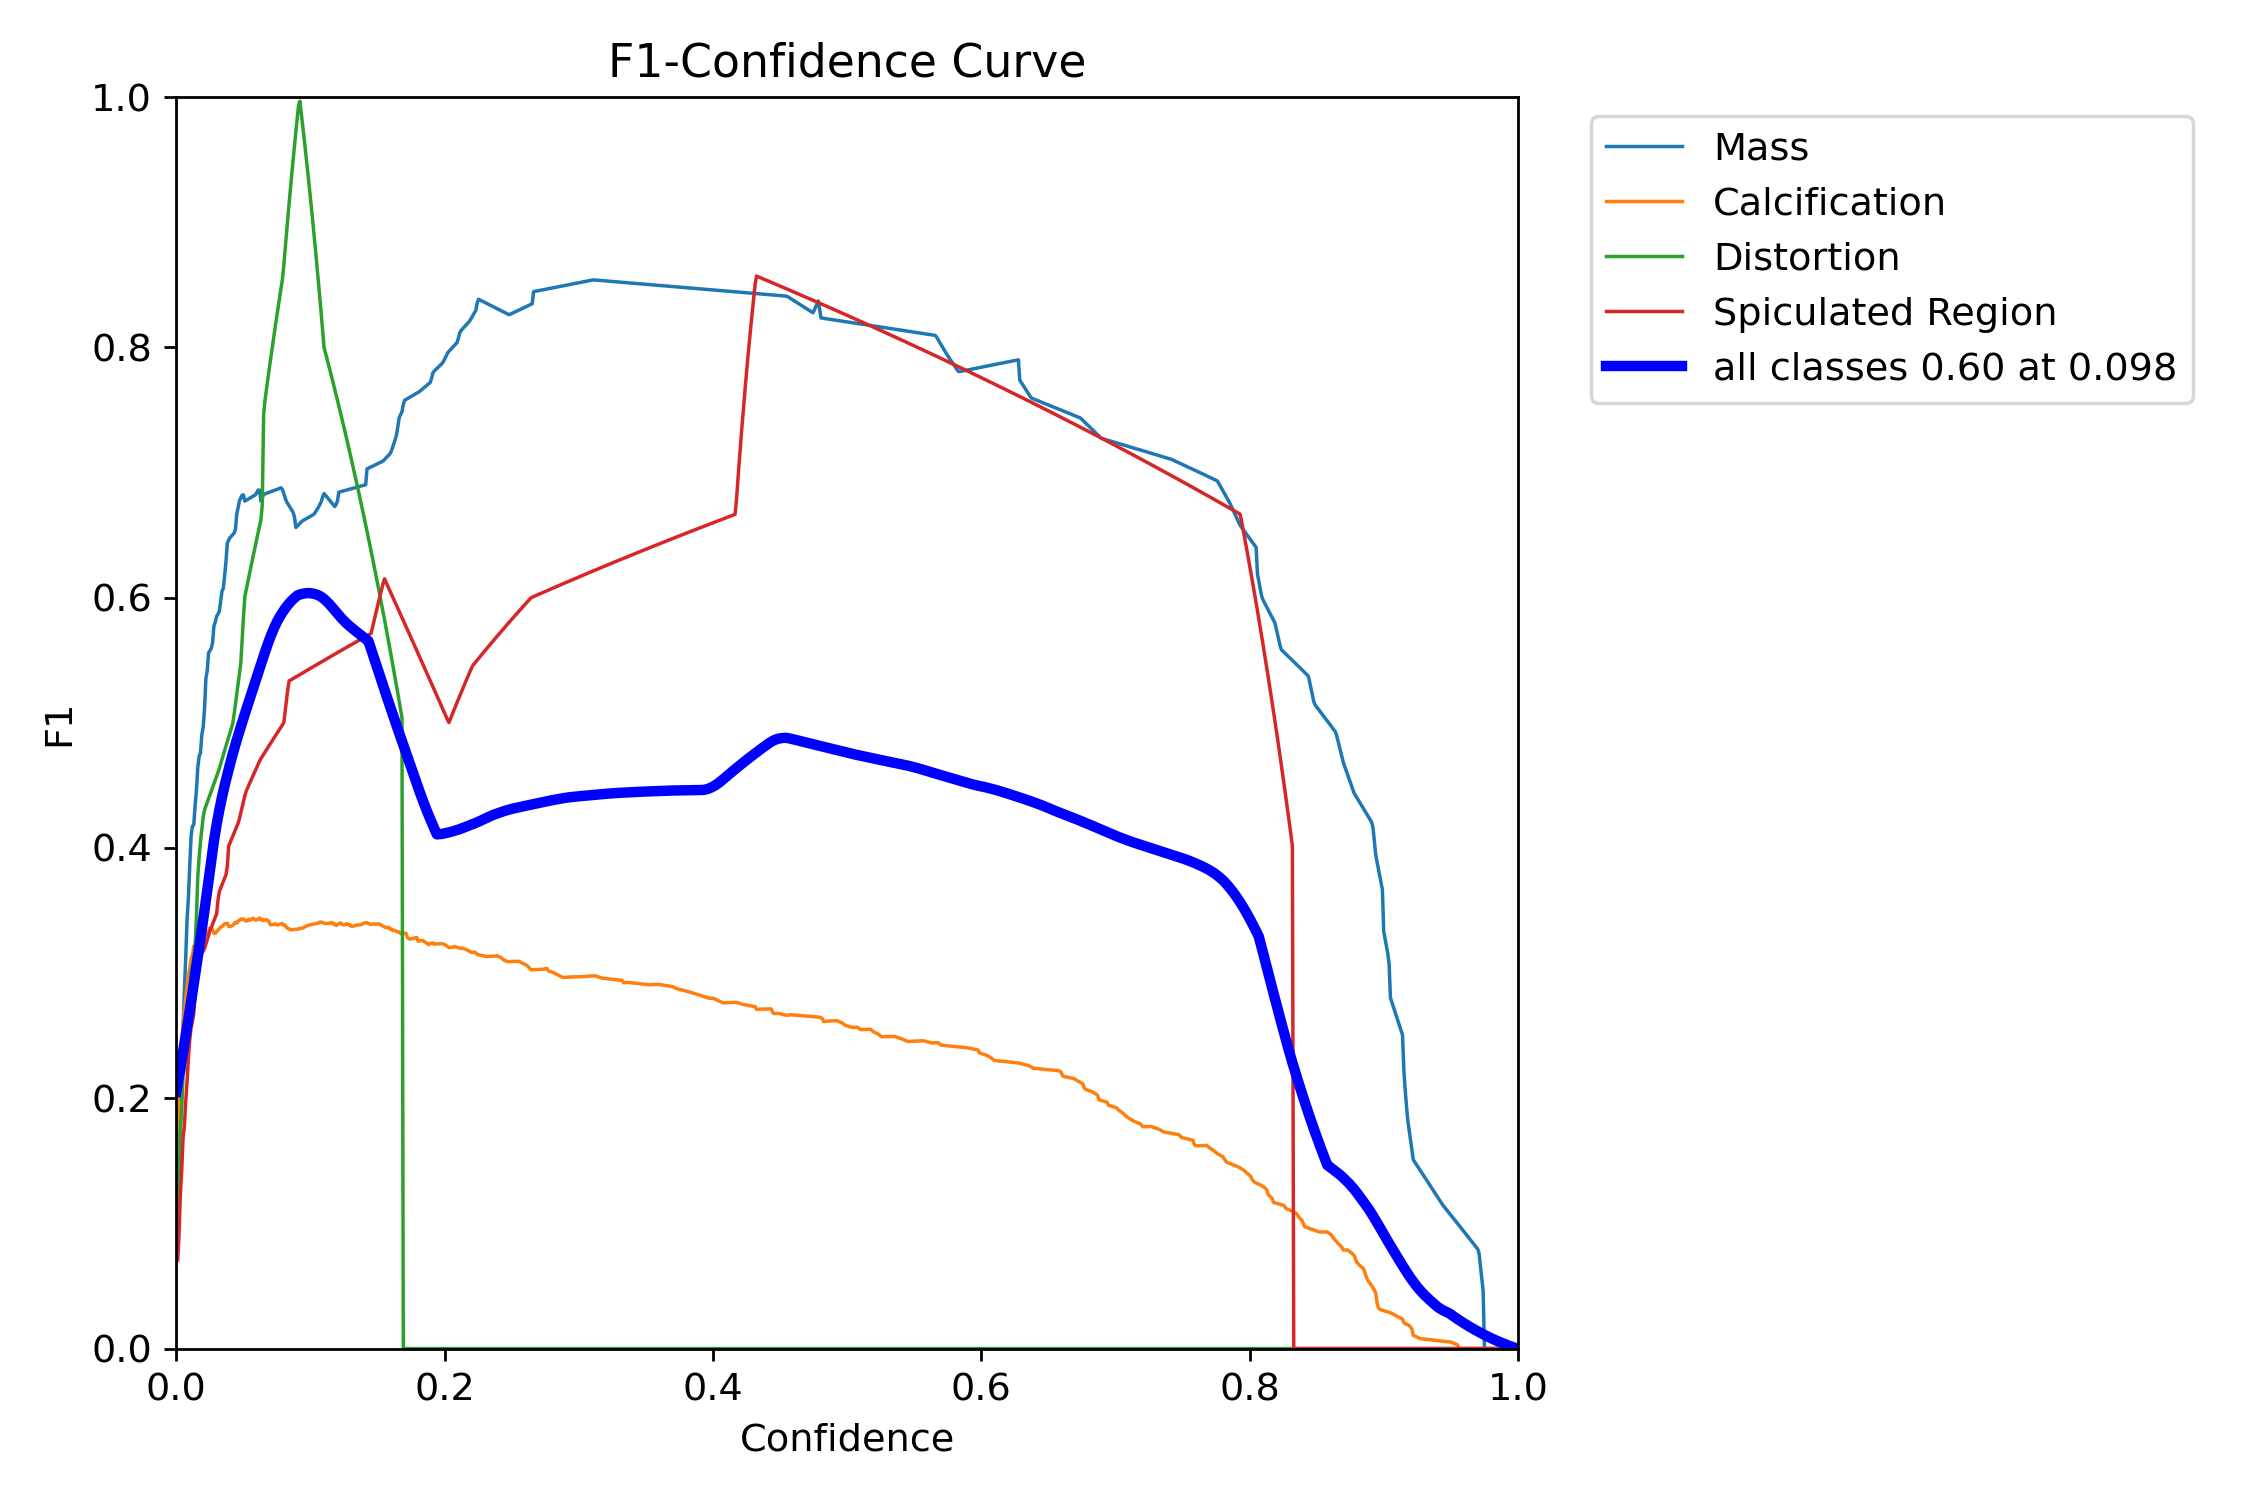 F1-Confidence Curve
1.0
0.8
0.6
0.4
0.2
0.0
F1
0.0 0.2 0.4 0.6 0.8 1.0
Confidence
Mass
Calcification
Distortion
Spiculated Region
all classes 0.60 at 0.098